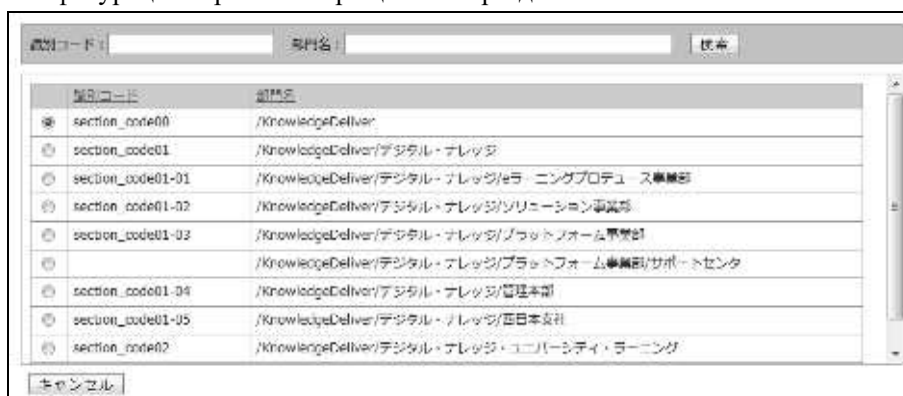 識別コード： 部門名： 検索
識別コード 部門名
section_code00 /KnowledgeDeliver
section_code01 /KnowledgeDeliver/デジタル・ナレッジ
section_code01-01 /KnowledgeDeliver/デジタル・ナレッジ/eラーニングプロデュース事業部
section_code01-02 /KnowledgeDeliver/デジタル・ナレッジ/ソリューション事業部
section_code01-03 /KnowledgeDeliver/デジタル・ナレッジ/プラットフォーム事業部
/KnowledgeDeliver/デジタル・ナレッジ/プラットフォーム事業部/サポートセンタ
section_code01-04 /KnowledgeDeliver/デジタル・ナレッジ/管理本部
section_code01-05 /KnowledgeDeliver/デジタル・ナレッジ/西日本支社
section_code02 /KnowledgeDeliver/デジタル・ナレッジ・ユニバーシティ・ラーニング
キャンセル